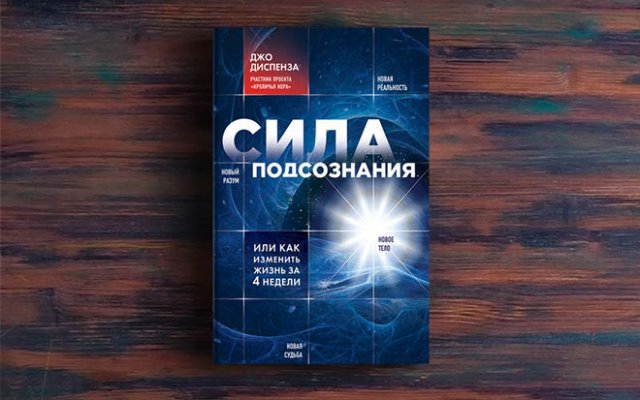 ДЖО
ДИСПЕНЗА
УЧАСТНИК ПРОЕКТА
«КРОЛИЧЬЯ НОРА»
НОВАЯ
РЕАЛЬНОСТЬ
СИЛА
ПОДСОЗНАНИЯ
НОВЫЙ
РАЗУМ
ИЛИ КАК
ИЗМЕНИТЬ
ЖИЗНЬ ЗА
4 НЕДЕЛИ
НОВОЕ
ТЕЛО
НОВАЯ
СУДЬБА